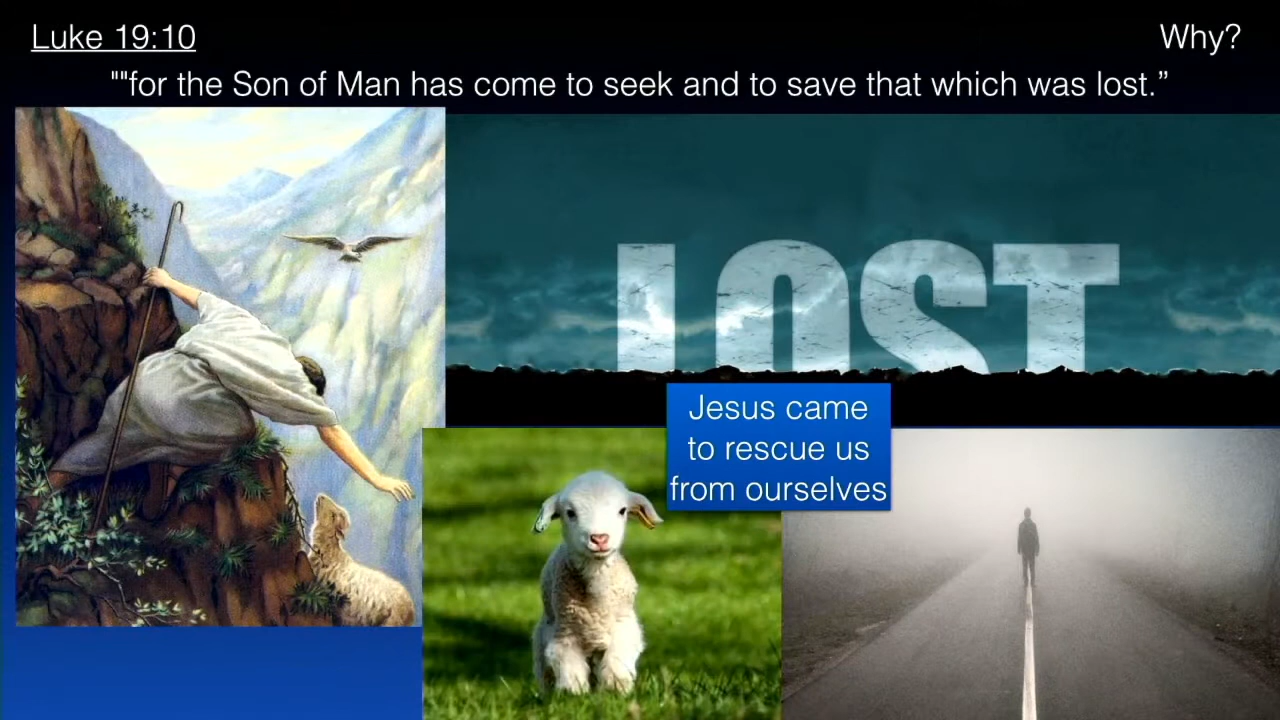 Luke 19:10
Why?
""for the Son of Man has come to seek and to save that which was lost.”
LOST
Jesus came
to rescue us
from ourselves